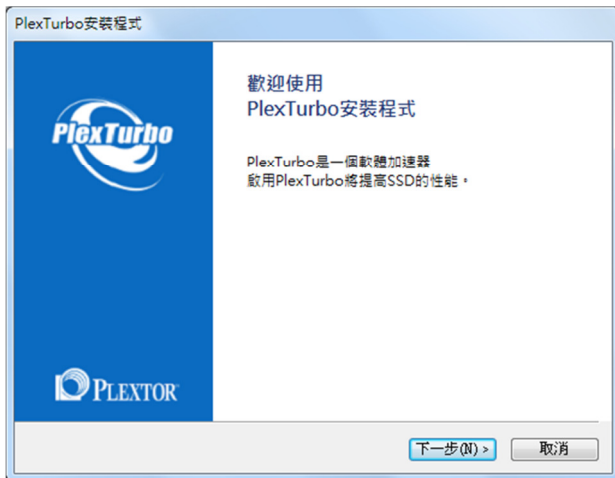 PlexTurbo安裝程式
歡迎使用
PlexTurbo安裝程式
PlexTurbo是一個軟體加速器
啟用PlexTurbo將提高SSD的性能。
PlexTurbo
PLEXTOR
下一步(N) >
取消